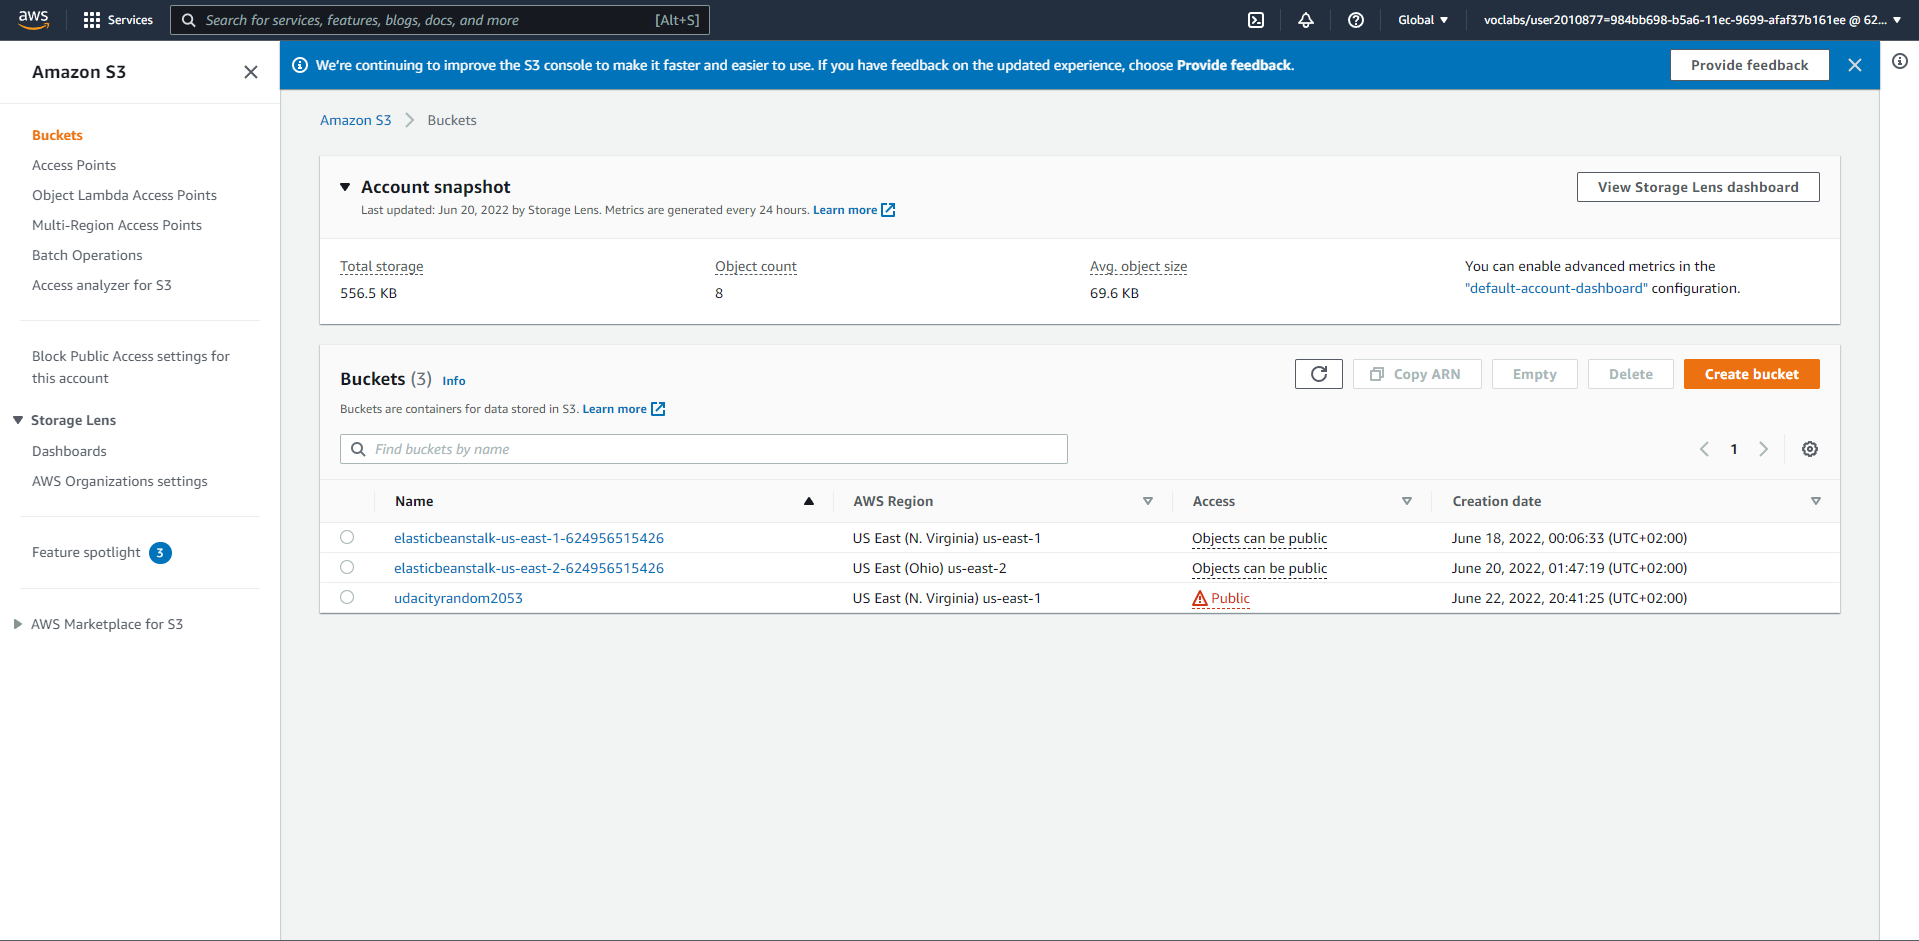 aws
Services
Search for services, features, blogs, docs, and more
[Alt+S]
Global
voclabs/user2010877=984bb698-b5a6-11ec-9699-afaf37b161ee @ 62...
Amazon S3
Buckets
Access Points
Object Lambda Access Points
Multi-Region Access Points
Batch Operations
Access analyzer for S3
Block Public Access settings for
this account
Storage Lens
Dashboards
AWS Organizations settings
Feature spotlight 3
AWS Marketplace for S3
We're continuing to improve the S3 console to make it faster and easier to use. If you have feedback on the updated experience, choose Provide feedback.
Provide feedback
Amazon S3 Buckets
Account snapshot
Last updated: Jun 20, 2022 by Storage Lens. Metrics are generated every 24 hours. Learn more
View Storage Lens dashboard
Total storage
556.5 KB
Object count
8
Avg. object size
69.6 KB
You can enable advanced metrics in the
"default-account-dashboard" configuration.
Buckets (3) Info
Buckets are containers for data stored in S3. Learn more
Copy ARN
Empty
Delete
Create bucket
Find buckets by name
1
Name AWS Region Access Creation date
elasticbeanstalk-us-east-1-624956515426 US East (N. Virginia) us-east-1 Objects can be public June 18, 2022, 00:06:33 (UTC+02:00)
elasticbeanstalk-us-east-2-624956515426 US East (Ohio) us-east-2 Objects can be public June 20, 2022, 01:47:19 (UTC+02:00)
udacityrandom2053 US East (N. Virginia) us-east-1 Public June 22, 2022, 20:41:25 (UTC+02:00)